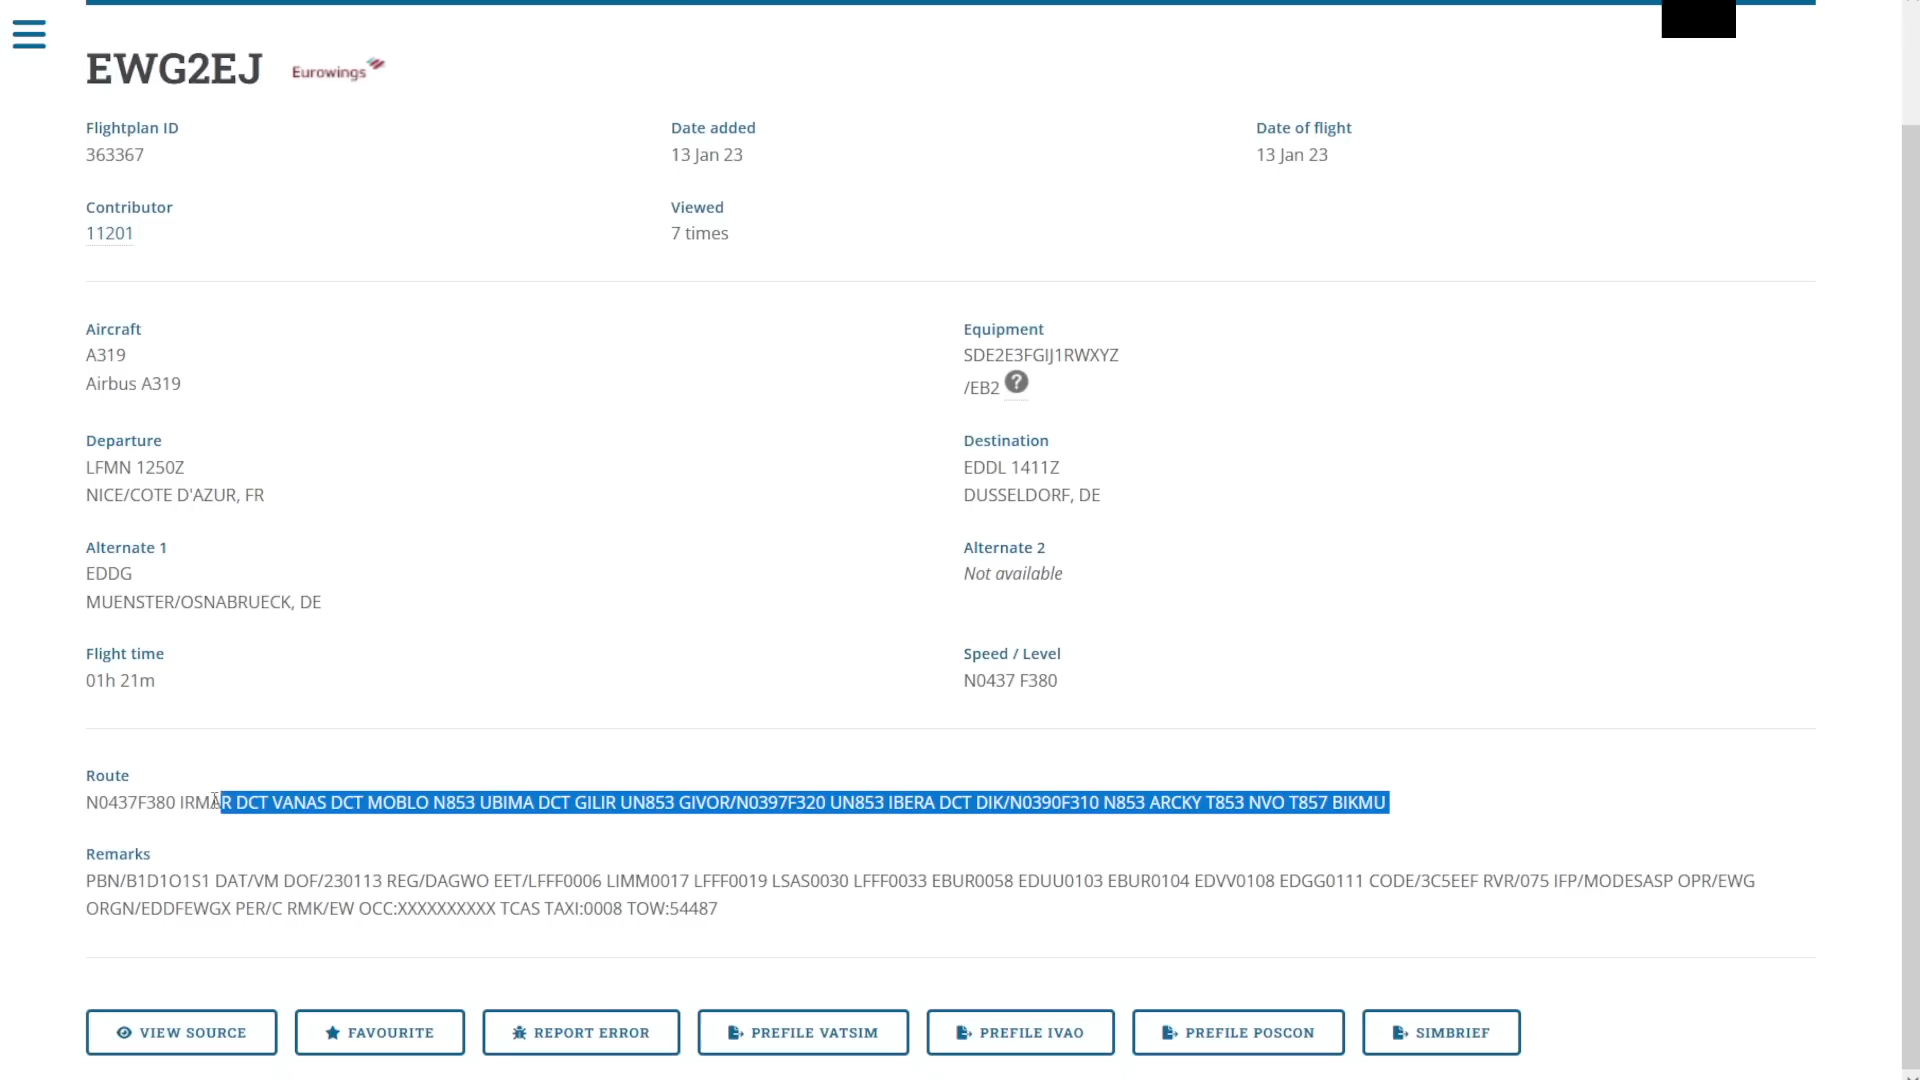 EWG2EJ Eurowings
Flightplan ID Date added Date of flight
363367 13 Jan 23 13 Jan 23
Contributor Viewed
11201 7 times
Aircraft Equipment
A319 SDE2E3FGIJ1RWXYZ
Airbus A319 /EB2 ?
Departure Destination
LFMN 1250Z EDDL 1411Z
NICE/COTE D'AZUR, FR DUSSELDORF, DE
Alternate 1 Alternate 2
EDDG Not available
MUENSTER/OSNABRUECK, DE
Flight time Speed / Level
01h 21m N0437 F380
Route
N0437F380 IRMAR DCT VANAS DCT MOBLO N853 UBIMA DCT GILIR UN853 GIVOR/N0397F320 UN853 IBERA DCT DIK/N0390F310 N853 ARCKY T853 NVO T857 BIKMU
Remarks
PBN/B1D1O1S1 DAT/VM DOF/230113 REG/DAGWO EET/LFFF0006 LIMM0017 LFFF0019 LSAS0030 LFFF0033 EBUR0058 EDUU0103 EBUR0104 EDVV0108 EDGG0111 CODE/3C5EEF RVR/075 IFP/MODESASP OPR/EWG
ORGN/EDDFEWGX PER/C RMK/EW OCC:XXXXXXXXXX TCAS TAXI:0008 TOW:54487
VIEW SOURCE FAVOURITE REPORT ERROR PREFILE VATSIM PREFILE IVAO PREFILE POSCON SIMBRIEF